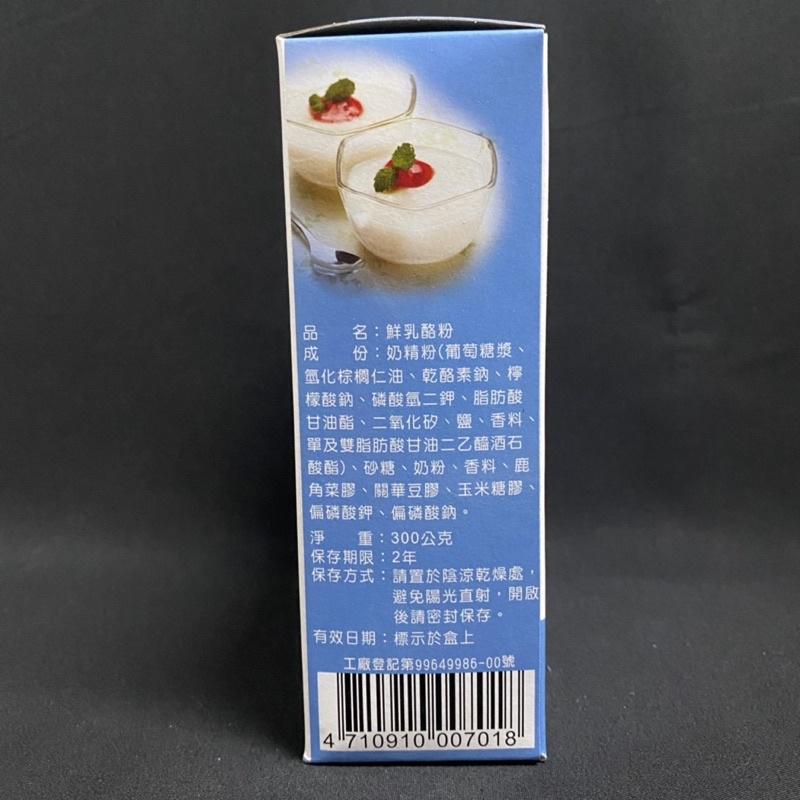 品　　名：鮮乳酪粉
成　　份：奶精粉(葡萄糖漿、
氫化棕櫚仁油、乾酪素鈉、檸
檬酸鈉、磷酸氫二鉀、脂肪酸
甘油酯、二氧化矽、鹽、香料、
單及雙脂肪酸甘油二乙醯酒石
酸酯)、砂糖、奶粉、香料、鹿
角菜膠、關華豆膠、玉米糖膠、
偏磷酸鉀、偏磷酸鈉。
淨　　重：300公克
保存期限：2年
保存方式：請置於陰涼乾燥處，
避免陽光直射，開啟
後請密封保存。
有效日期：標示於盒上
工廠登記第99649986-00號
4 710910 007018